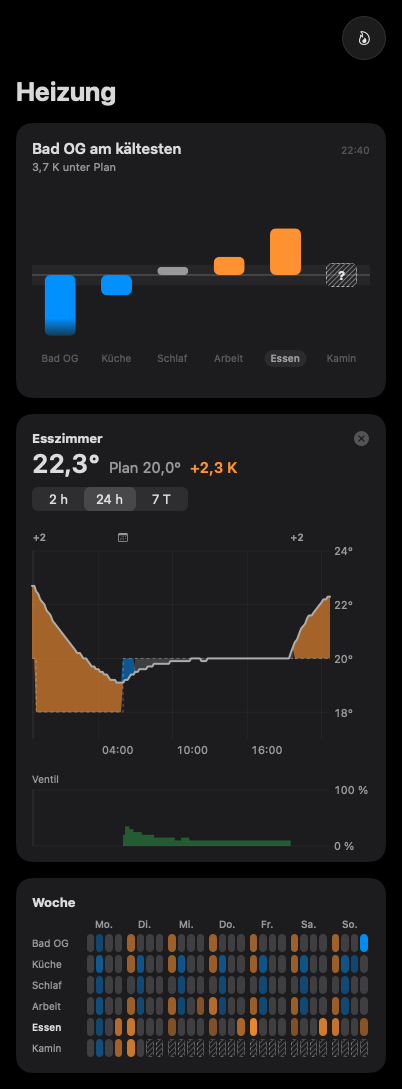 Heizung
Bad OG am kältesten 22:40
3,7 K unter Plan
?
Bad OG Küche Schlaf Arbeit Essen Kamin
Esszimmer
22,3° Plan 20,0° +2,3 K
2 h 24 h 7 T
+2 +2
24°
22°
20°
18°
04:00 10:00 16:00
Ventil
100 %
0 %
Woche
Mo. Di. Mi. Do. Fr. Sa. So.
Bad OG
Küche
Schlaf
Arbeit
Essen
Kamin